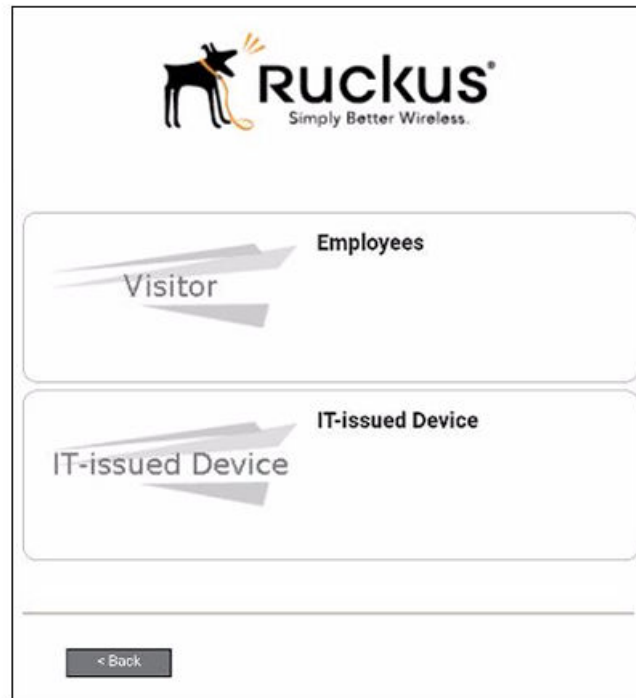 RUCKUS®
Simply Better Wireless.
Employees
Visitor
IT-issued Device
IT-issued Device
< Back